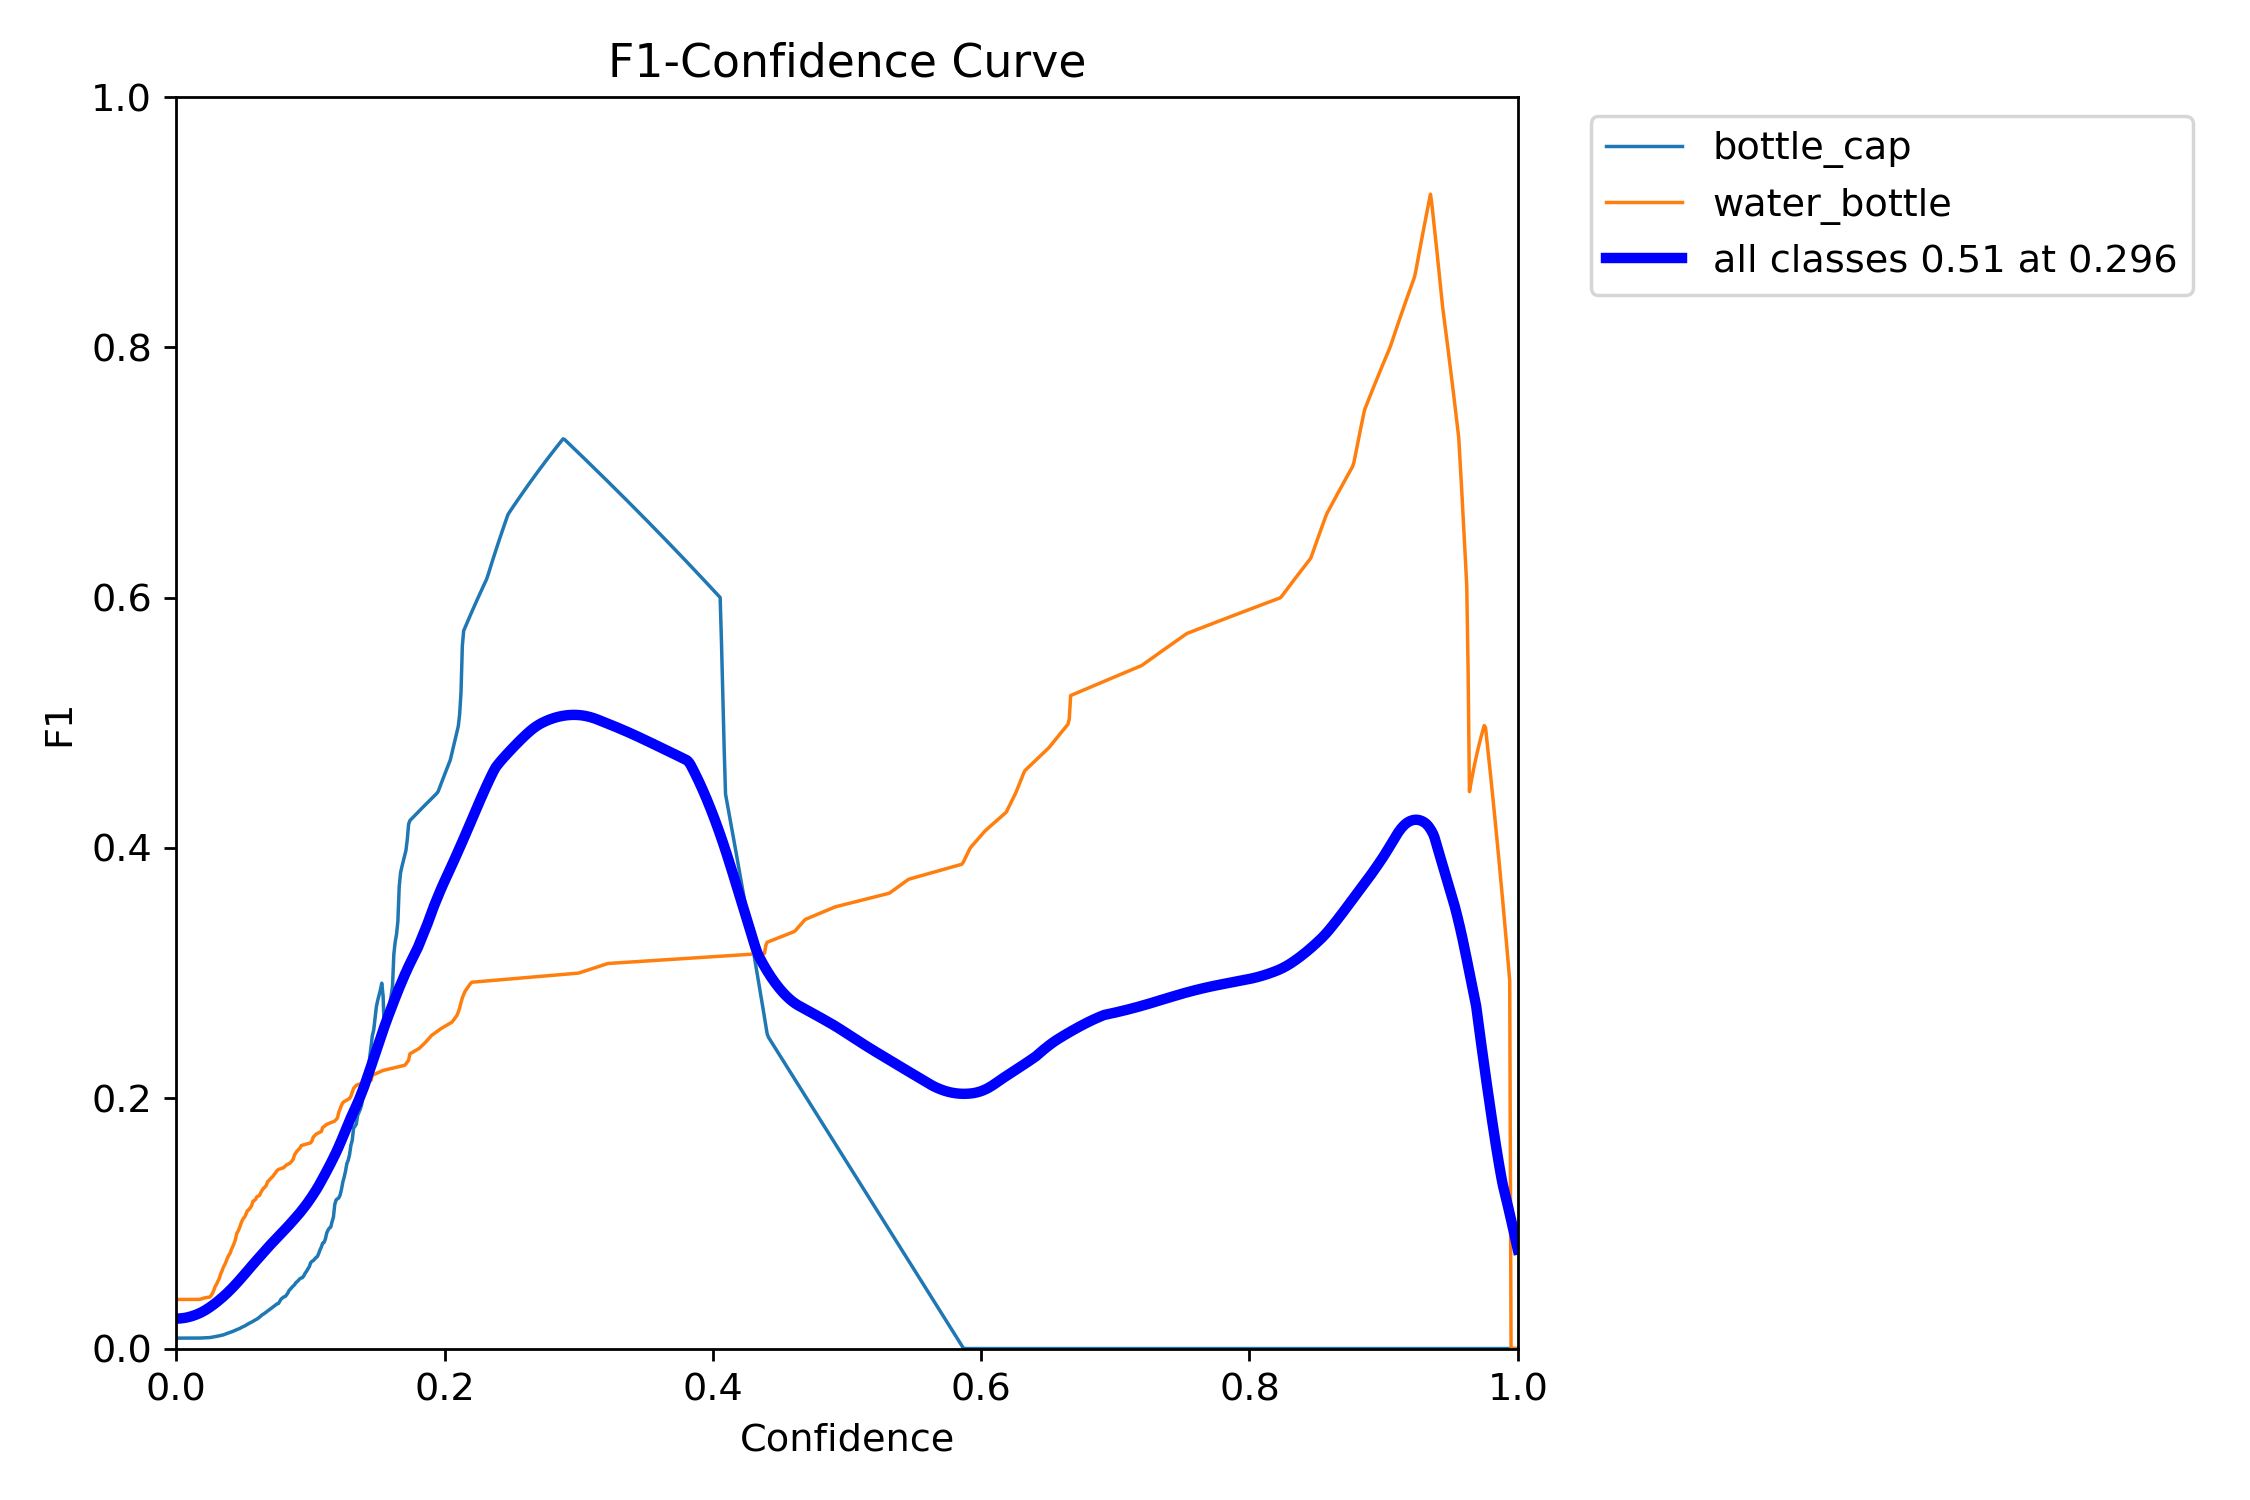 F1-Confidence Curve
bottle_cap
water_bottle
all classes 0.51 at 0.296
F1
1.0
0.8
0.6
0.4
0.2
0.0
0.0 0.2 0.4 0.6 0.8 1.0
Confidence